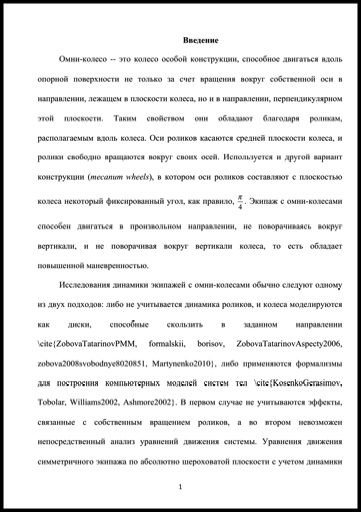 Введение
Омни-колесо -- это колесо особой конструкции, способное двигаться вдоль
опорной поверхности не только за счет вращения вокруг собственной оси в
направлении, лежащем в плоскости колеса, но и в направлении, перпендикулярном
этой плоскости. Таким свойством они обладают благодаря роликам,
располагаемым вдоль колеса. Оси роликов касаются средней плоскости колеса, и
ролики свободно вращаются вокруг своих осей. Используется и другой вариант
конструкции (mecanum wheels), в котором оси роликов составляют с плоскостью
колеса некоторый фиксированный угол, как правило, π/4. Экипаж с омни-колесами
способен двигаться в произвольном направлении, не поворачиваясь вокруг
вертикали, и не поворачивая вокруг вертикали колеса, то есть обладает
повышенной маневренностью.
Исследования динамики экипажей с омни-колесами обычно следуют одному
из двух подходов: либо не учитывается динамика роликов, и колеса моделируются
как диски, способные скользить в заданном направлении
\cite{ZobovaTatarinovPMM, formalskii, borisov, ZobovaTatarinovAspecty2006,
zobova2008svobodnye8020851, Martynenko2010}, либо применяются формализмы
для построения компьютерных моделей систем тел \cite{KosenkoGerasimov,
Tobolar, Williams2002, Ashmore2002}. В первом случае не учитываются эффекты,
связанные с собственным вращением роликов, а во втором невозможен
непосредственный анализ уравнений движения системы. Уравнения движения
симметричного экипажа по абсолютно шероховатой плоскости с учетом динамики
1